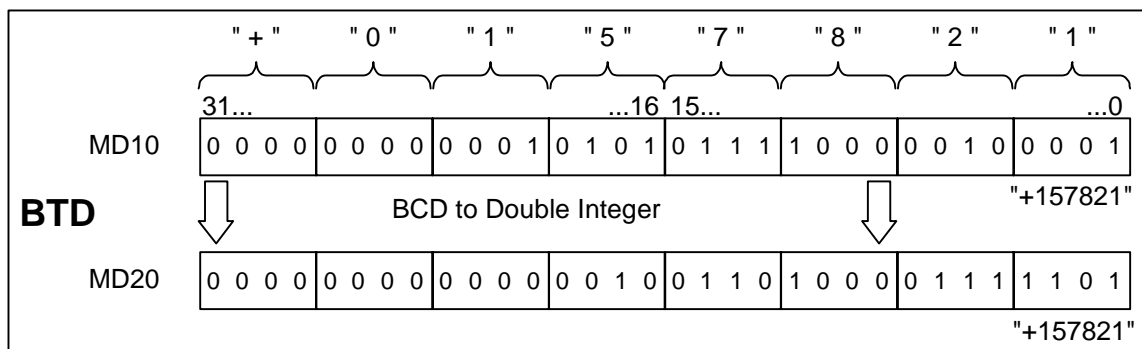 " + " " 0 " " 1 " " 5 " " 7 " " 8 " " 2 " " 1 "
31... ...16 15... ...0
MD10 0 0 0 0 0 0 0 0 0 0 0 1 0 1 0 1 0 1 1 1 1 0 0 0 0 0 1 0 0 0 0 1
"+157821"
BTD BCD to Double Integer
MD20 0 0 0 0 0 0 0 0 0 0 0 0 0 0 1 0 0 1 1 0 1 0 0 0 0 1 1 1 1 1 0 1
"+157821"